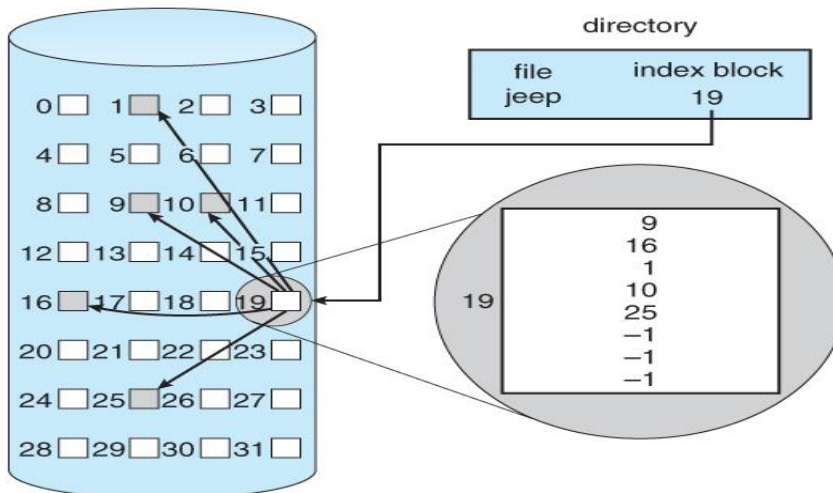 directory
file index block
jeep 19
0 1 2 3
4 5 6 7
8 9 10 11
12 13 14 15
16 17 18 19
20 21 22 23
24 25 26 27
28 29 30 31
19
9
16
1
10
25
–1
–1
–1